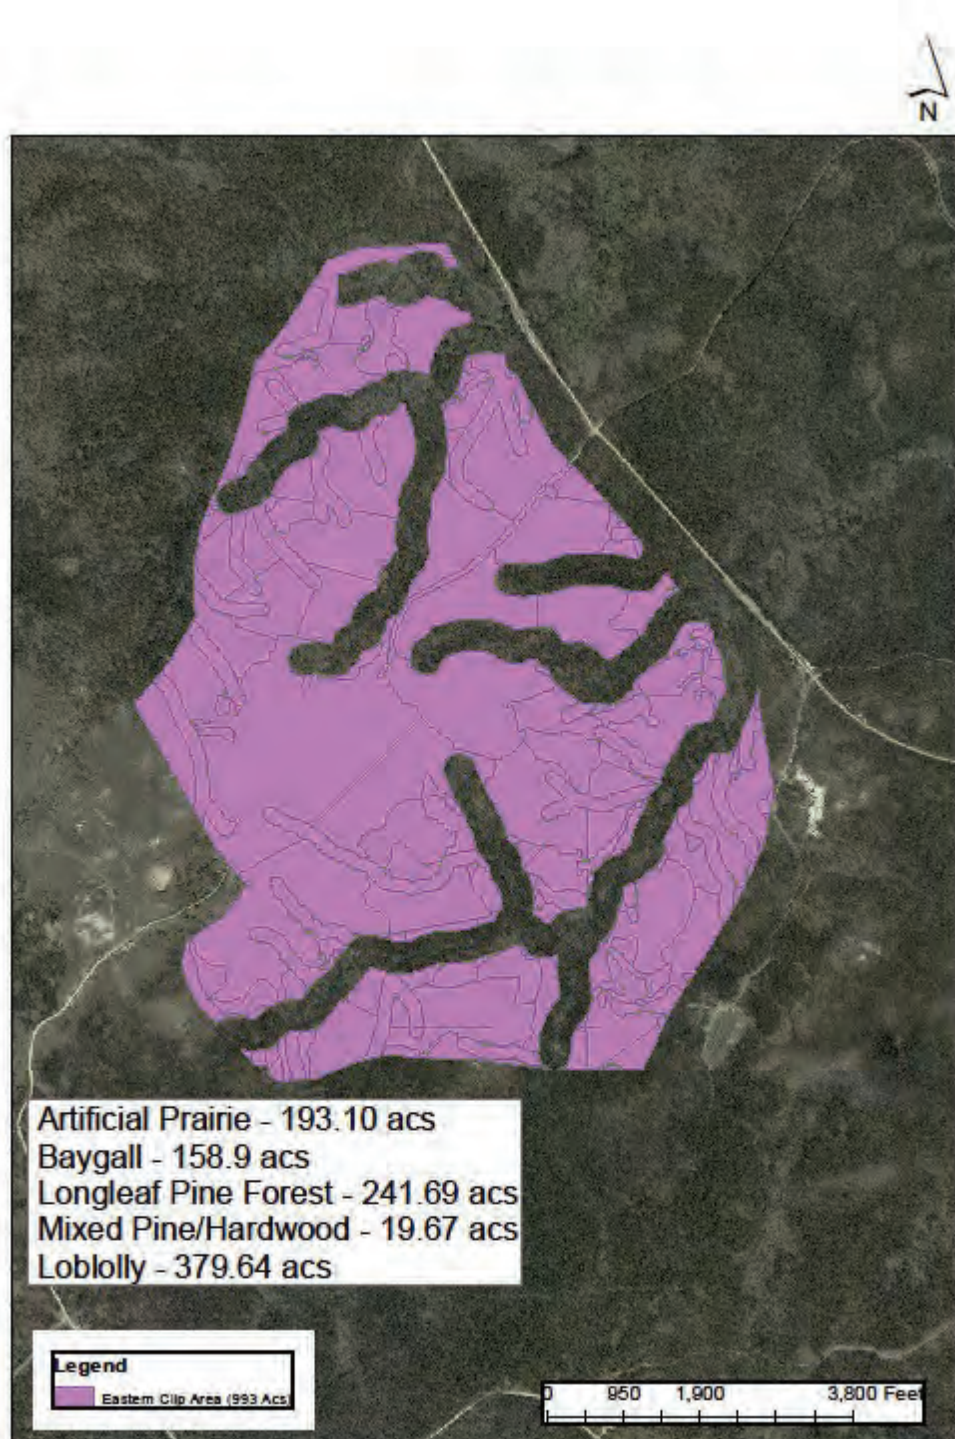 N
Artificial Prairie - 193.10 acs
Baygall - 158.9 acs
Longleaf Pine Forest - 241.69 acs
Mixed Pine/Hardwood - 19.67 acs
Loblolly - 379.64 acs
Legend
Eastern Clip Area (993 Acs)
0 950 1,900 3,800 Feet